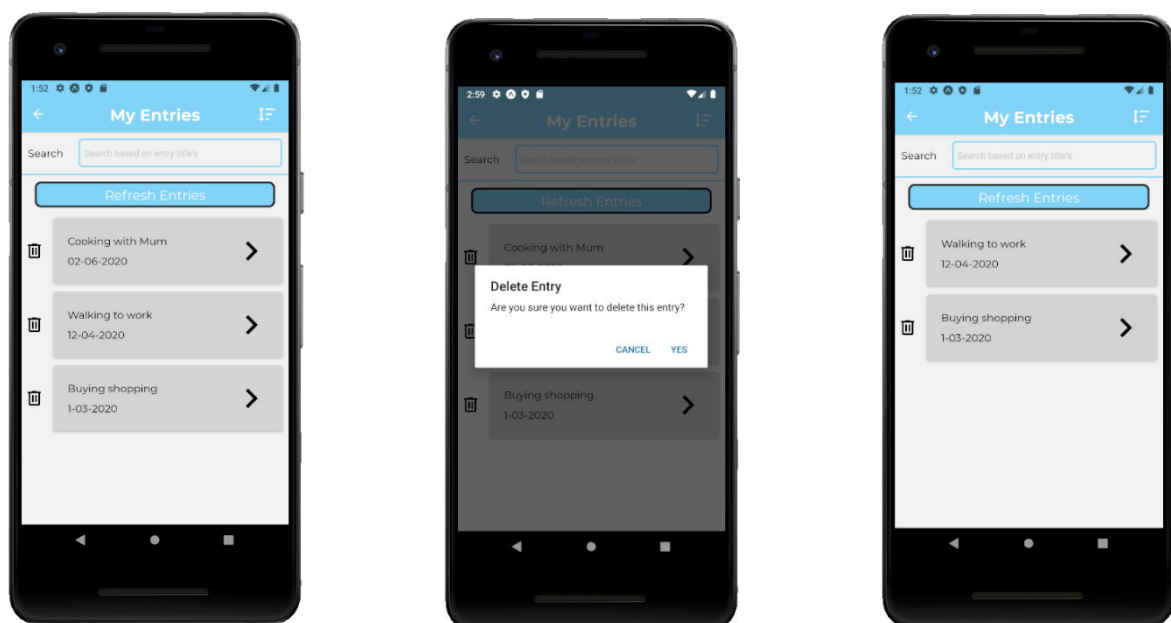 1:52
My Entries
Search
Search based on entry title's
Refresh Entries
Cooking with Mum
02-06-2020
Walking to work
12-04-2020
Buying shopping
1-03-2020
2:59
My Entries
Search
Search based on entry title's
Refresh Entries
Cooking with Mum
Delete Entry
Are you sure you want to delete this entry?
CANCEL YES
Buying shopping
1-03-2020
1:52
My Entries
Search
Search based on entry title's
Refresh Entries
Walking to work
12-04-2020
Buying shopping
1-03-2020